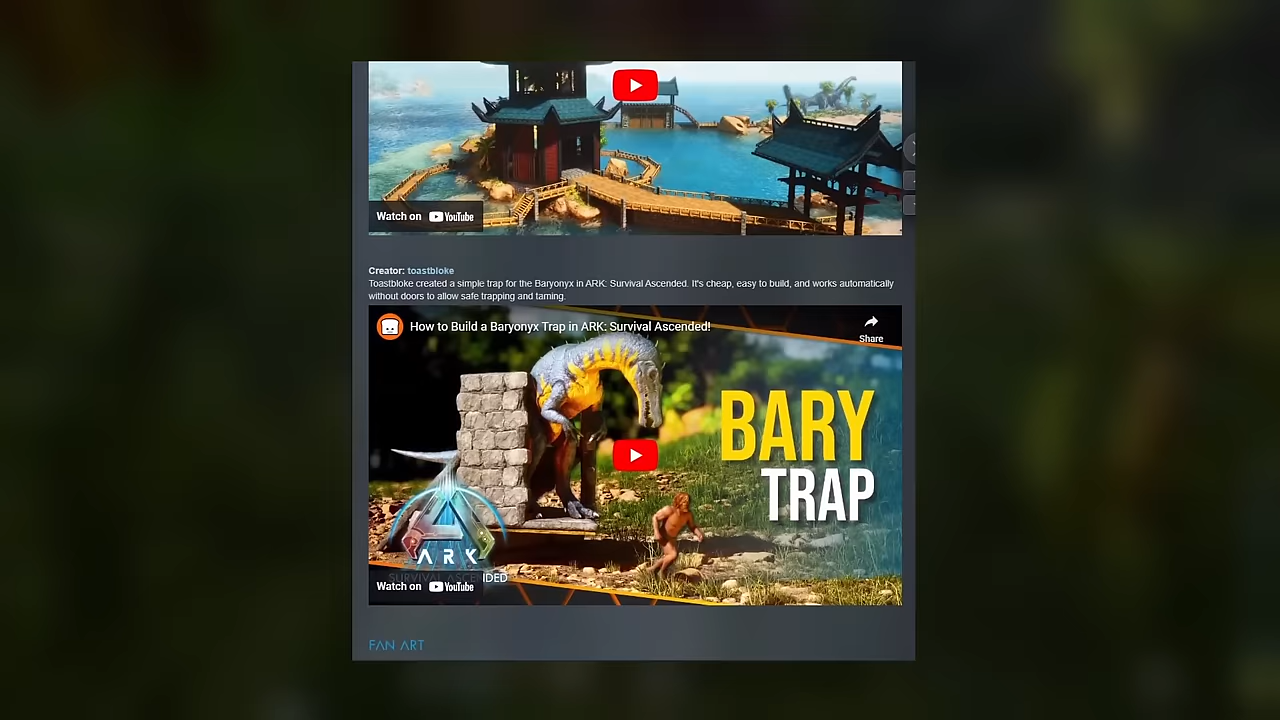 Watch on YouTube
Creator: toastbloke
Toastbloke created a simple trap for the Baryonyx in ARK: Survival Ascended. It's cheap, easy to build, and works automatically
without doors to allow safe trapping and taming.
How to Build a Baryonyx Trap in ARK: Survival Ascended!
Share
BARY
TRAP
ARK
SURVIVAL ASCENDED
Watch on YouTube
FAN ART